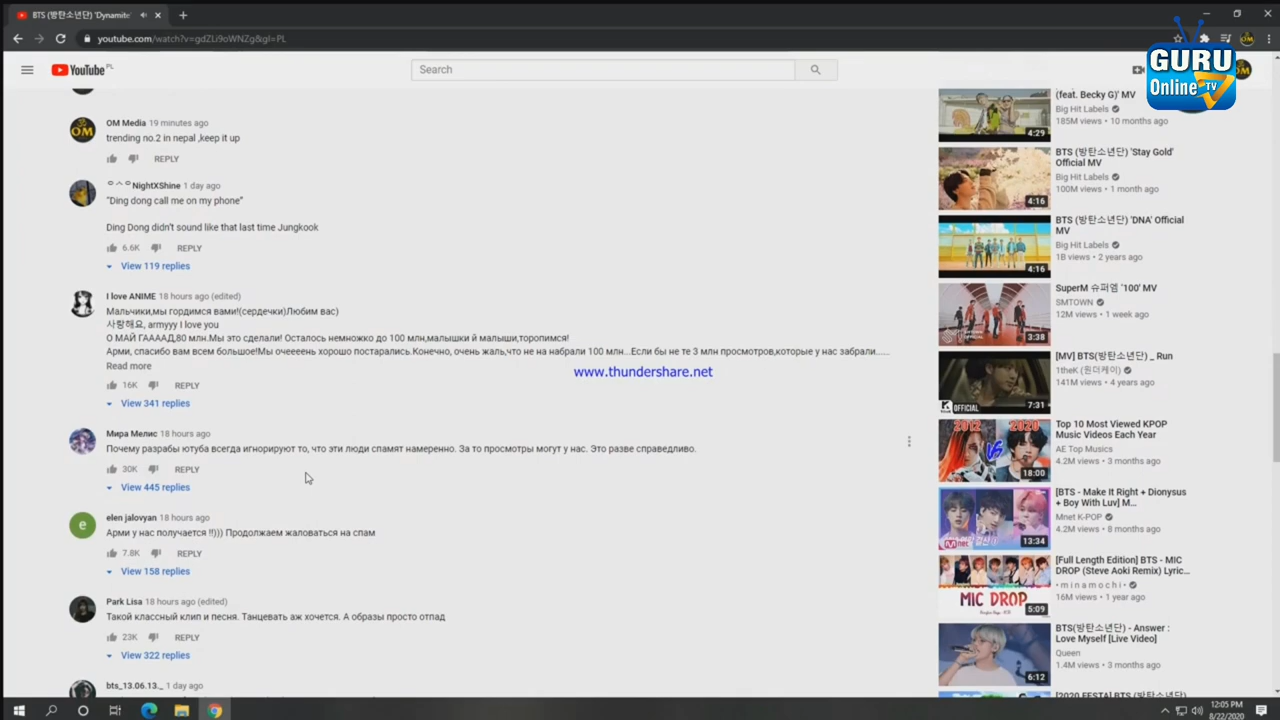 BTS (방탄소년단) 'Dynamite'
youtube.com/watch?v=gdZLi9oWNZg&gl=PL
YouTube PL
Search
GURU
Online TV
OM Media 19 minutes ago
trending no.2 in nepal ,keep it up
REPLY
NightXShine 1 day ago
"Ding dong call me on my phone"
Ding Dong didn't sound like that last time Jungkook
6.6K REPLY
View 119 replies
I love ANIME 18 hours ago (edited)
Мальчики,мы гордимся вами!(сердечки)Любим вас)
사랑해요, armyyy I love you
О МАЙ ГАААД,80 млн.Мы это сделали! Осталось немножко до 100 млн,малышки й малыши,торопимся!
Арми, спасибо вам всем большое!Мы очеееень хорошо постарались.Конечно, очень жаль,что не на набрали 100 млн...Если бы не те 3 млн просмотров,которые у нас забрали......
Read more
www.thundershare.net
16K REPLY
View 341 replies
Мира Мелис 18 hours ago
Почему разрабы ютуба всегда игнорируют то, что эти люди спамят намеренно. За то просмотры могут у нас. Это разве справедливо.
30K REPLY
View 445 replies
elen jalovyan 18 hours ago
e
Арми у нас получается !!))) Продолжаем жаловаться на спам
7.8K REPLY
View 158 replies
Park Lisa 18 hours ago (edited)
Такой классный клип и песня. Танцевать аж хочется. А образы просто отпад
23K REPLY
View 322 replies
bts_13.06.13._ 1 day ago
(feat. Becky G)' MV
Big Hit Labels
185M views • 10 months ago
4:29
BTS (방탄소년단) 'Stay Gold'
Official MV
Big Hit Labels
100M views • 1 month ago
4:16
BTS (방탄소년단) 'DNA' Official
MV
Big Hit Labels
1B views • 2 years ago
4:16
SuperM 슈퍼엠 '100' MV
SMTOWN
12M views • 1 week ago
3:38
[MV] BTS(방탄소년단) _ Run
1theK (원더케이)
141M views • 4 years ago
OFFICIAL
7:31
Top 10 Most Viewed KPOP
Music Videos Each Year
AE Top Musics
4.2M views • 3 months ago
2012 VS 2020
18:00
[BTS - Make It Right + Dionysus
+ Boy With Luv] M...
Mnet K-POP
4.2M views • 8 months ago
13:34
[Full Length Edition] BTS - MIC
DROP (Steve Aoki Remix) Lyric...
• m i n a m o c h i •
16M views • 1 year ago
MIC DROP
5:09
BTS(방탄소년단) - Answer :
Love Myself [Live Video]
Queen
1.4M views • 3 months ago
6:12
[2020 FESTA] BTS (방탄소년단)
12:05 PM
8/22/2020